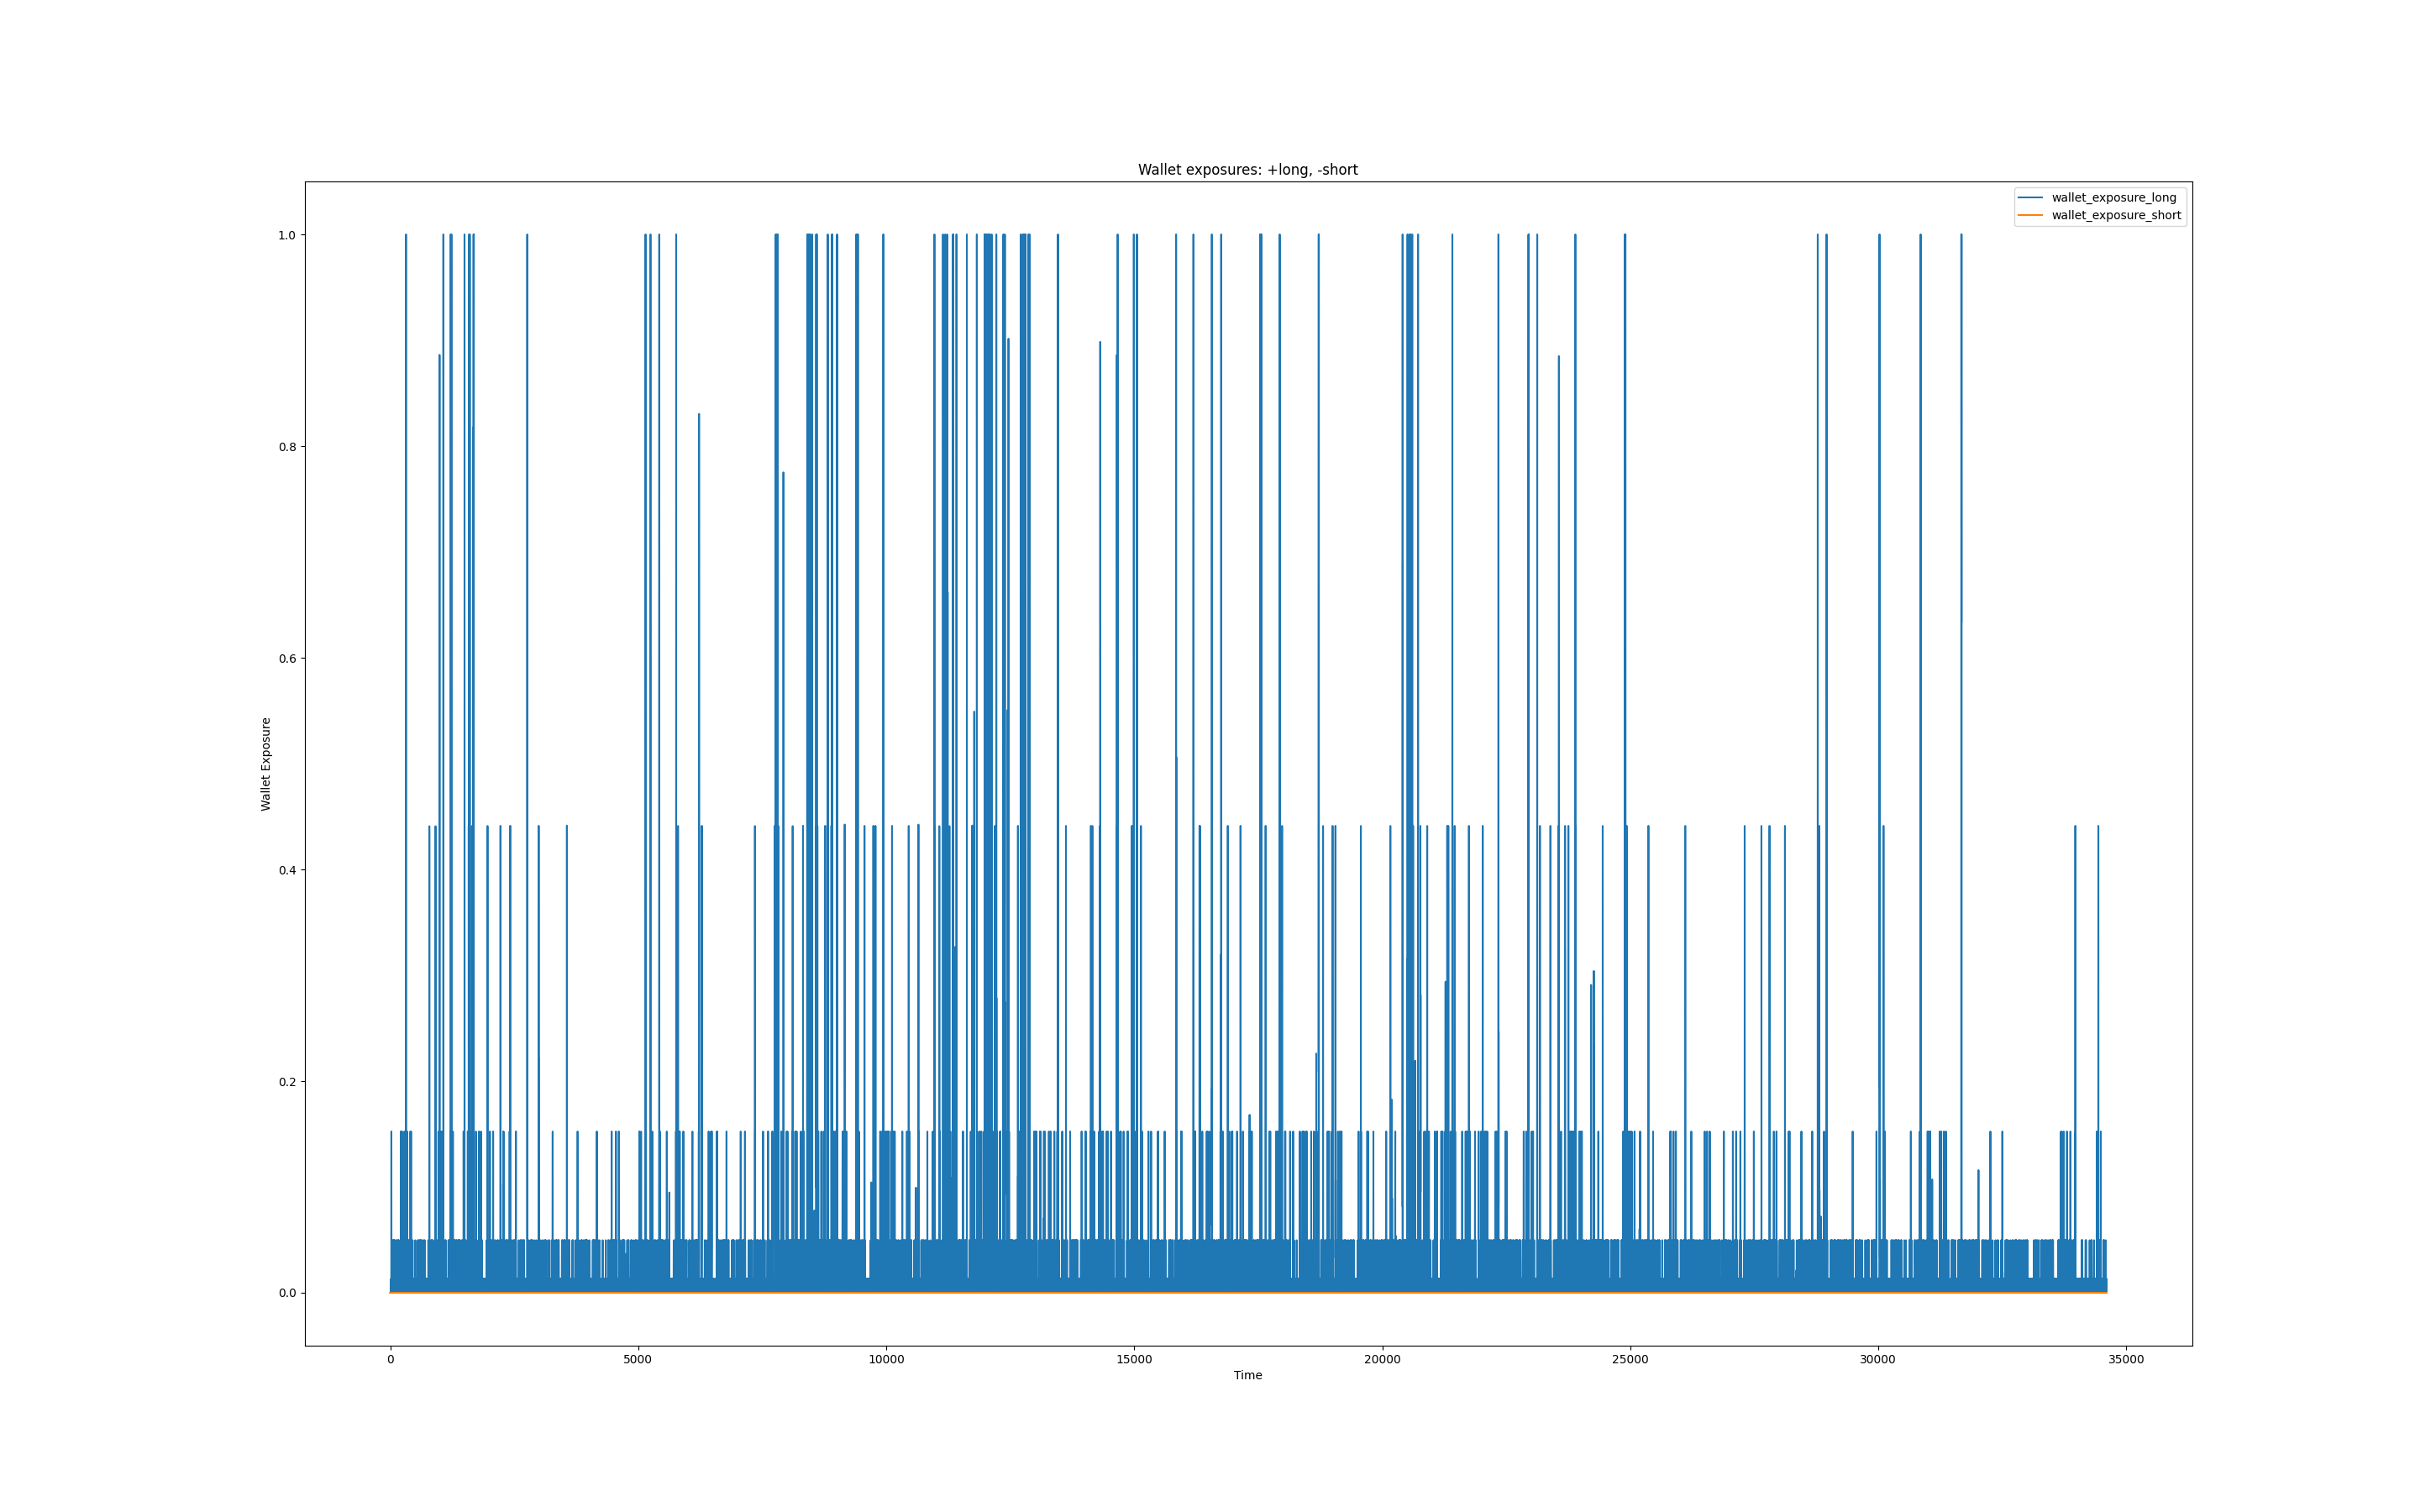 Wallet exposures: +long, -short
wallet_exposure_long
wallet_exposure_short
1.0
0.8
0.6
0.4
0.2
0.0
Wallet Exposure
0 5000 10000 15000 20000 25000 30000 35000
Time